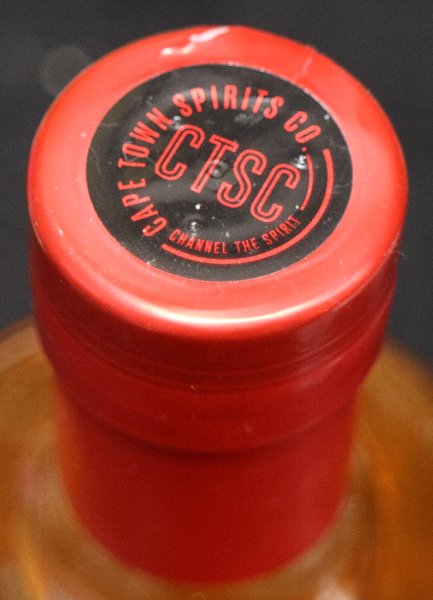 CAPE TOWN SPIRITS CO.
CTSC
CHANNEL THE SPIRIT